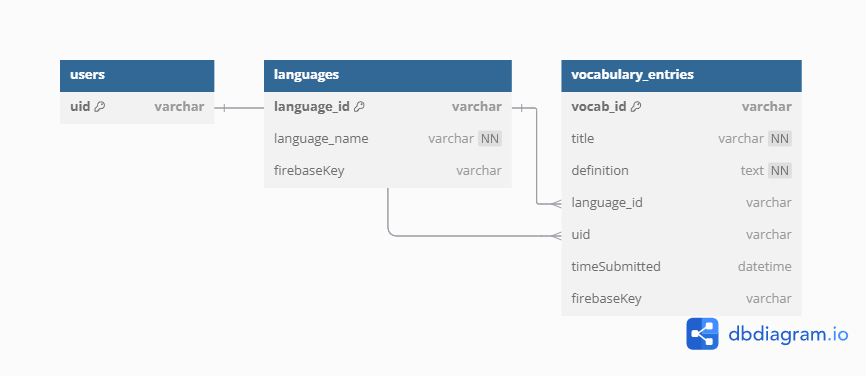 users
uid varchar
languages
language_id varchar
language_name varchar NN
firebaseKey varchar
vocabulary_entries
vocab_id varchar
title varchar NN
definition text NN
language_id varchar
uid varchar
timeSubmitted datetime
firebaseKey varchar
dbdiagram.io